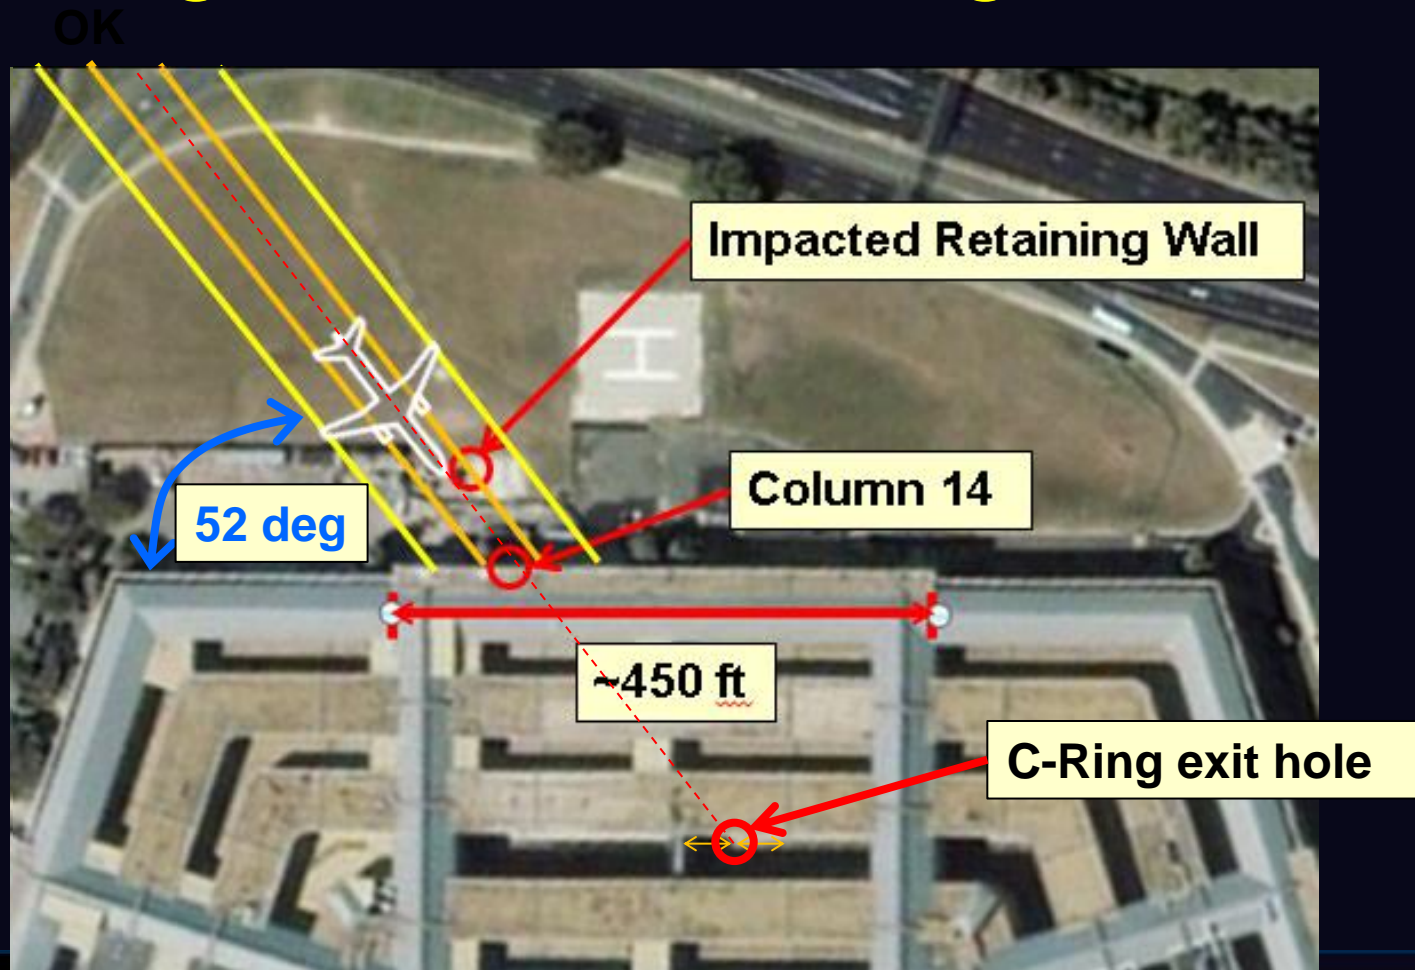 OK
Impacted Retaining Wall
Column 14
52 deg
~450 ft
C-Ring exit hole
H